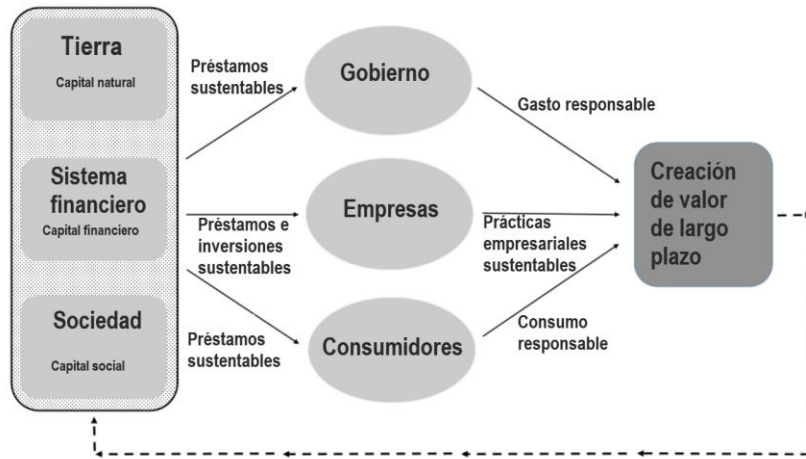 Tierra
Capital natural
Préstamos
sustentables
Gobierno
Gasto responsable
Sistema
financiero
Capital financiero
Préstamos e
inversiones
sustentables
Empresas
Prácticas
empresariales
sustentables
Creación
de valor
de largo
plazo
Sociedad
Capital social
Préstamos
sustentables
Consumidores
Consumo
responsable